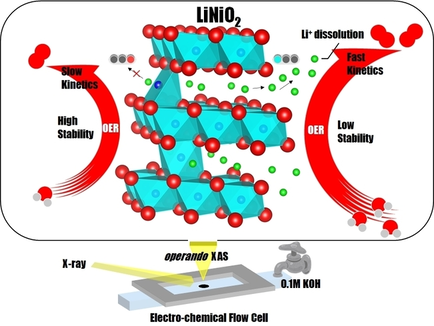 LiNiO2
Li+ dissolution
Slow
Kinetics
Fast
Kinetics
High
Stability
OER
OER
Low
Stability
operando XAS
X-ray
0.1M KOH
Electro-chemical Flow Cell